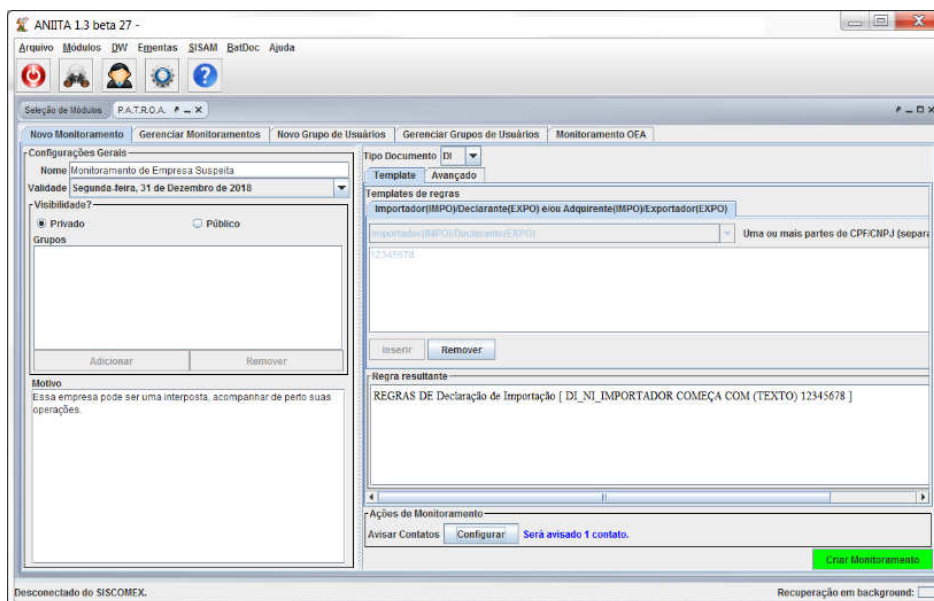 ANIITA 1.3 beta 27 -
Arquivo Módulos DW Ementas SISAM BatDoc Ajuda
Seleção de Módulos P.A.T.R.O.A.
Novo Monitoramento Gerenciar Monitoramentos Novo Grupo de Usuários Gerenciar Grupos de Usuários Monitoramento OEA
Configurações Gerais
Nome Monitoramento de Empresa Suspeita
Validade Segunda-feira, 31 de Dezembro de 2018
Visibilidade?
Privado Público
Grupos
Adicionar Remover
Motivo
Essa empresa pode ser uma interposta, acompanhar de perto suas
operações.
Tipo Documento DI
Template Avançado
Templates de regras
Importador(IMPO)/Declarante(EXPO) e/ou Adquirente(IMPO)/Exportador(EXPO)
Importador(IMPO)/Declarante(EXPO) Uma ou mais partes de CPF/CNPJ (separa
12345678
Inserir Remover
Regra resultante
REGRAS DE Declaração de Importação [ DI_NI_IMPORTADOR COMEÇA COM (TEXTO) 12345678 ]
Ações de Monitoramento
Avisar Contatos Configurar Será avisado 1 contato.
Criar Monitoramento
Desconectado do SISCOMEX. Recuperação em background: